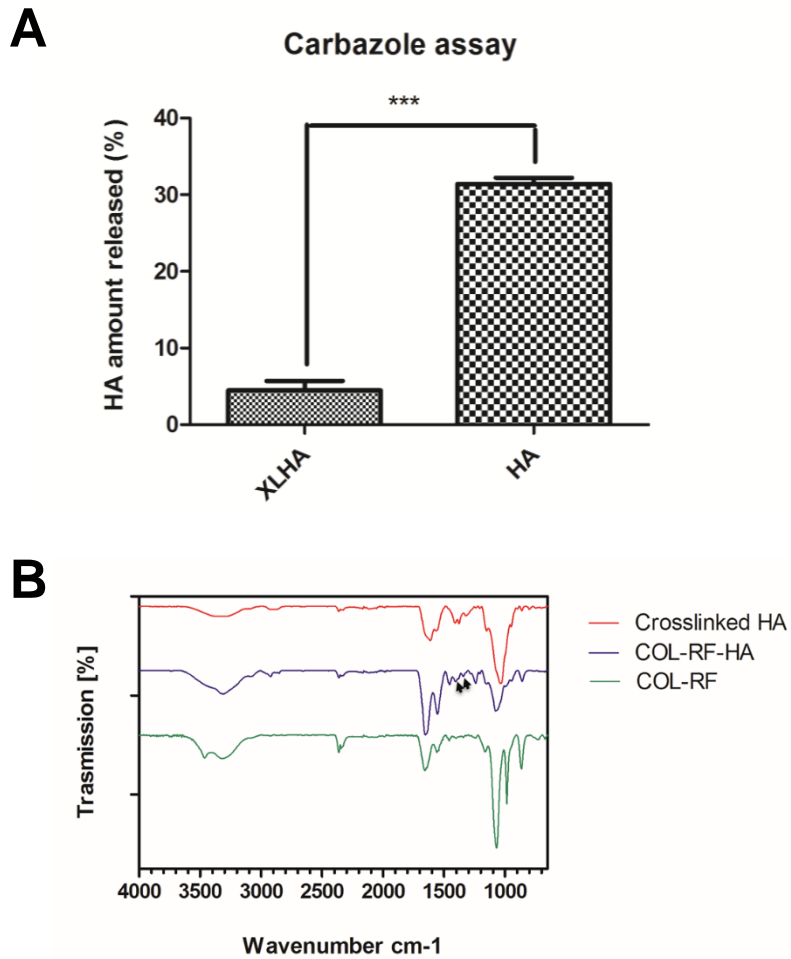 A
Carbazole assay
***
HA amount released (%)
40
30
20
10
0
XLHA
HA
B
Trasmission [%]
Crosslinked HA
COL-RF-HA
COL-RF
4000 3500 3000 2500 2000 1500 1000
Wavenumber cm-1